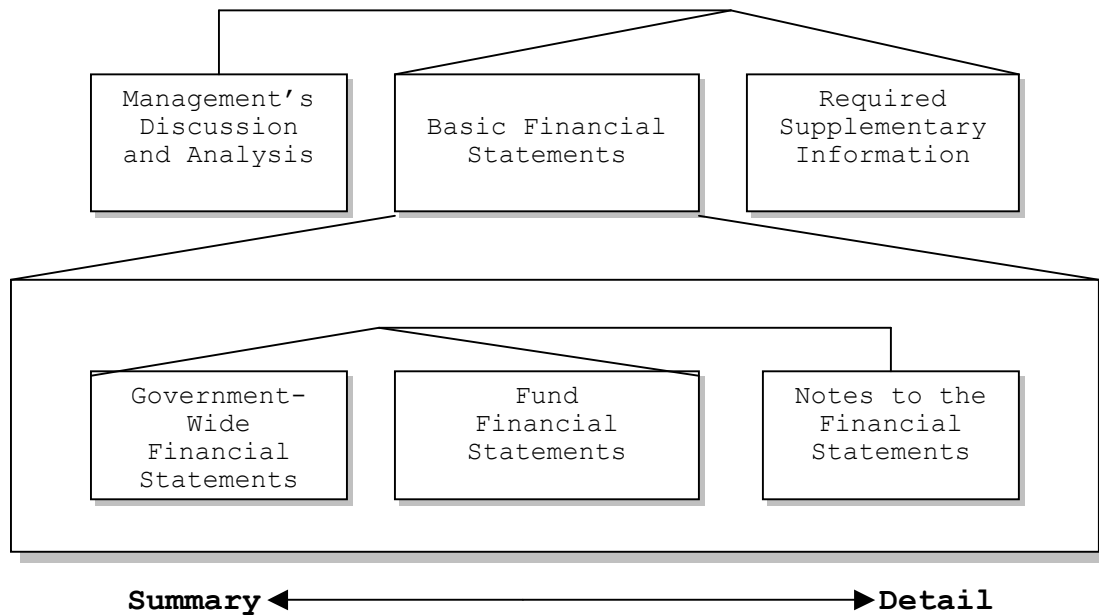 Management’s
Discussion
and Analysis
Basic Financial
Statements
Required
Supplementary
Information
Government-
Wide
Financial
Statements
Fund
Financial
Statements
Notes to the
Financial
Statements
Summary
Detail